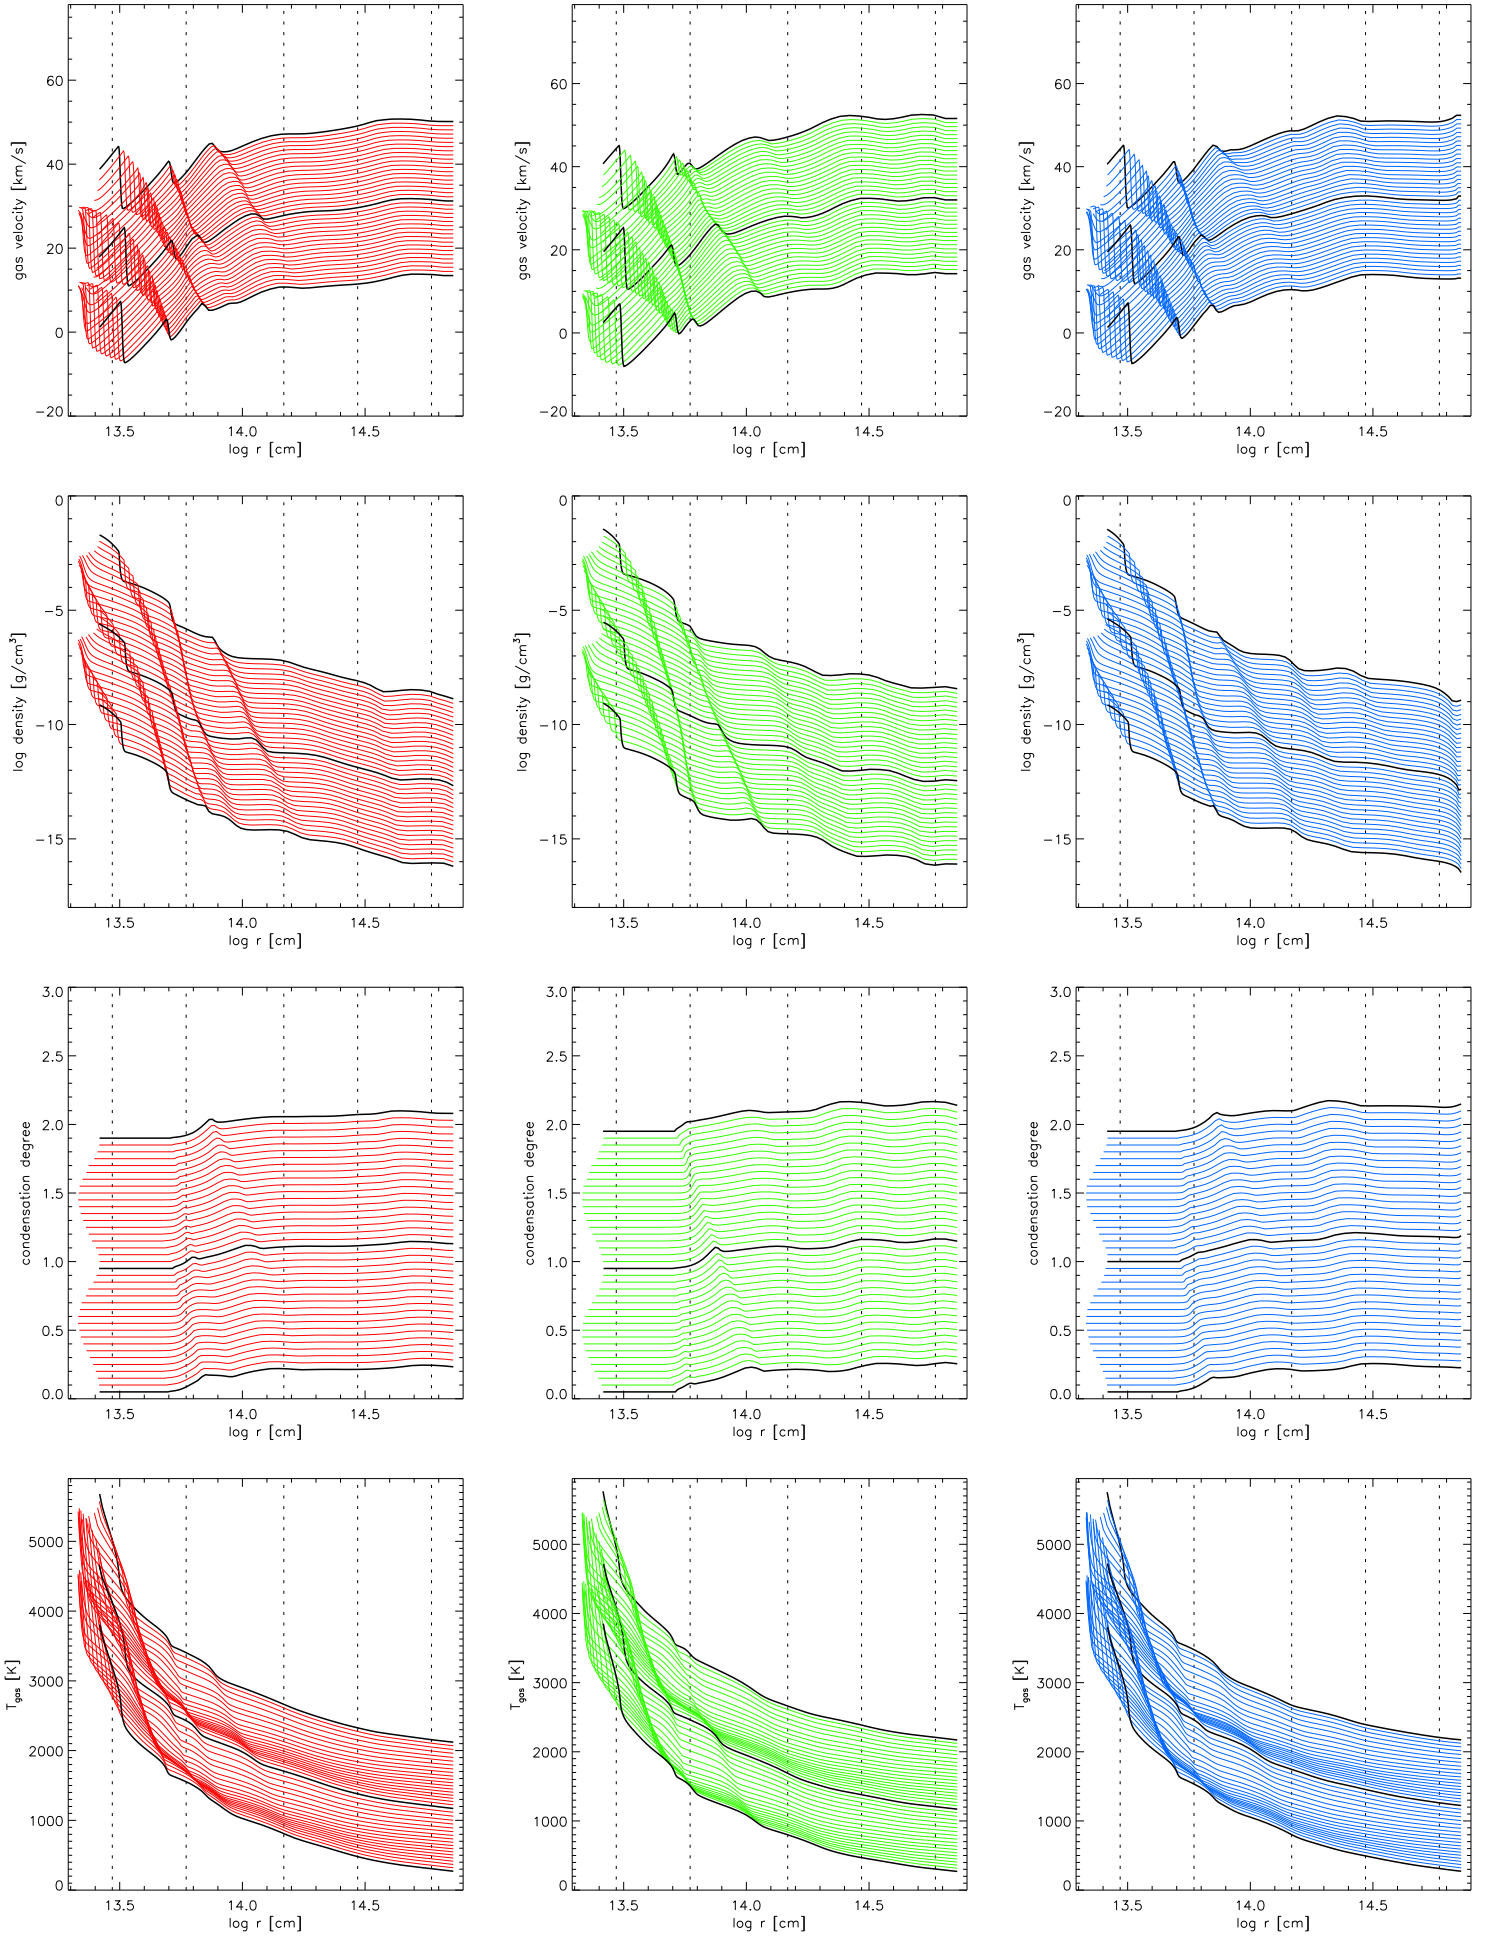 60 60 60
40 40 40
20 20 20
0 0 0
−20 −20 −20
gas velocity [km/s] gas velocity [km/s] gas velocity [km/s]
13.5 14.0 14.5 13.5 14.0 14.5 13.5 14.0 14.5
log r [cm] log r [cm] log r [cm]
0 0 0
−5 −5 −5
−10 −10 −10
−15 −15 −15
log density [g/cm³] log density [g/cm³] log density [g/cm³]
13.5 14.0 14.5 13.5 14.0 14.5 13.5 14.0 14.5
log r [cm] log r [cm] log r [cm]
3.0 3.0 3.0
2.5 2.5 2.5
2.0 2.0 2.0
1.5 1.5 1.5
1.0 1.0 1.0
0.5 0.5 0.5
0.0 0.0 0.0
condensation degree condensation degree condensation degree
13.5 14.0 14.5 13.5 14.0 14.5 13.5 14.0 14.5
log r [cm] log r [cm] log r [cm]
5000 5000 5000
4000 4000 4000
3000 3000 3000
2000 2000 2000
1000 1000 1000
0 0 0
Tgas [K] Tgas [K] Tgas [K]
13.5 14.0 14.5 13.5 14.0 14.5 13.5 14.0 14.5
log r [cm] log r [cm] log r [cm]